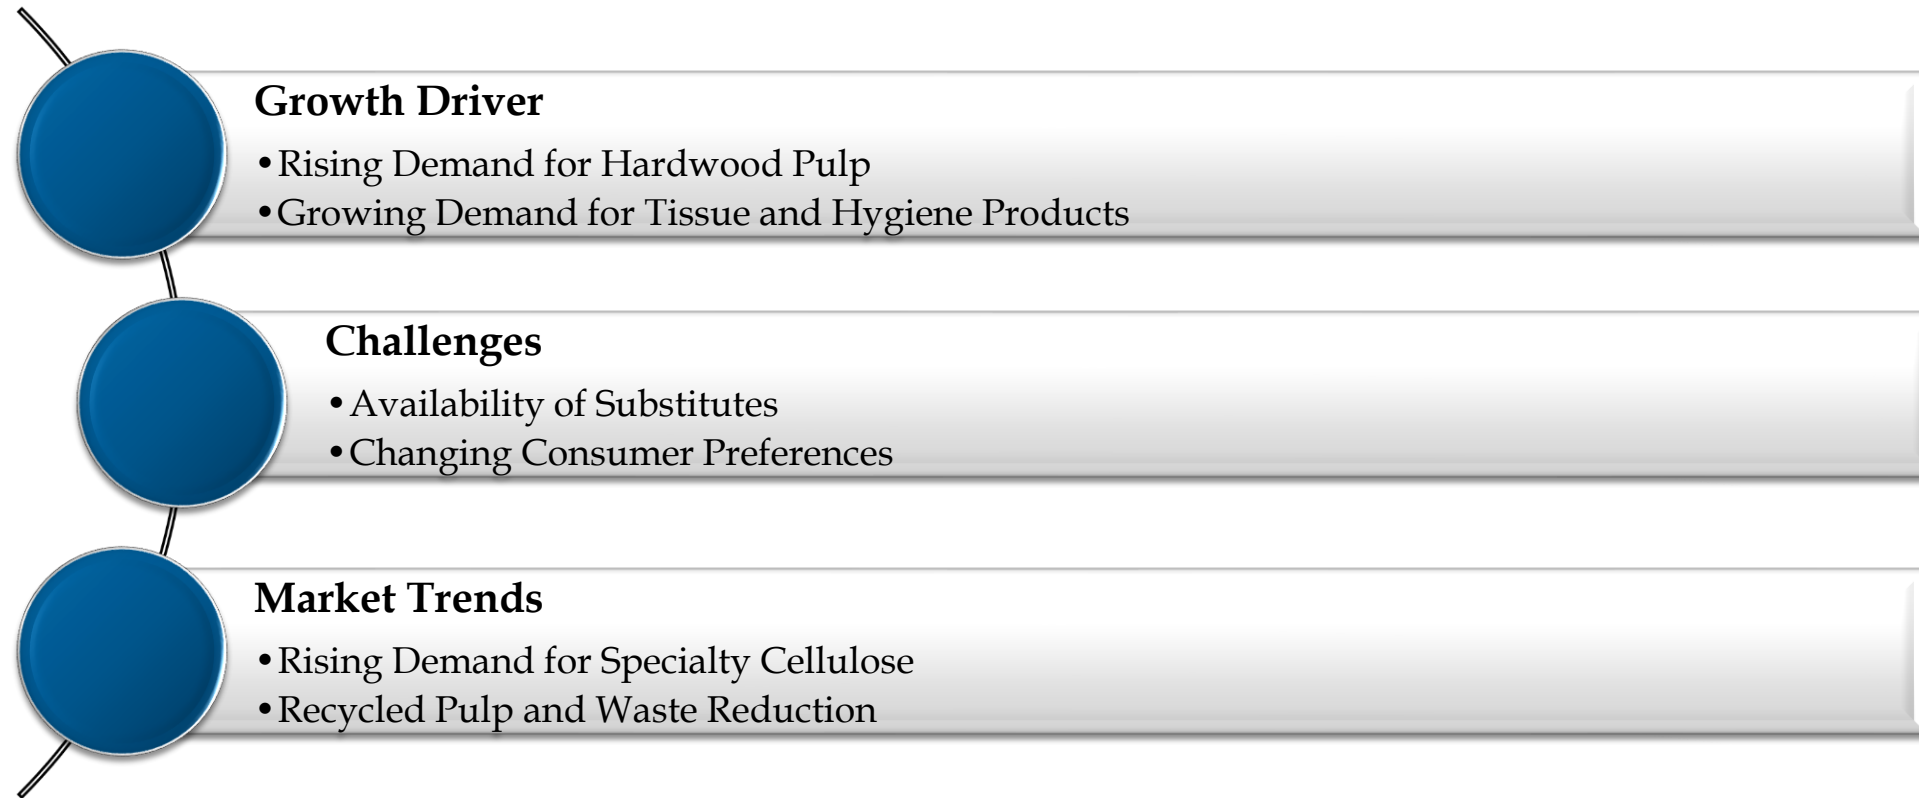 Growth Driver
•Rising Demand for Hardwood Pulp
•Growing Demand for Tissue and Hygiene Products
Challenges
•Availability of Substitutes
•Changing Consumer Preferences
Market Trends
•Rising Demand for Specialty Cellulose
•Recycled Pulp and Waste Reduction